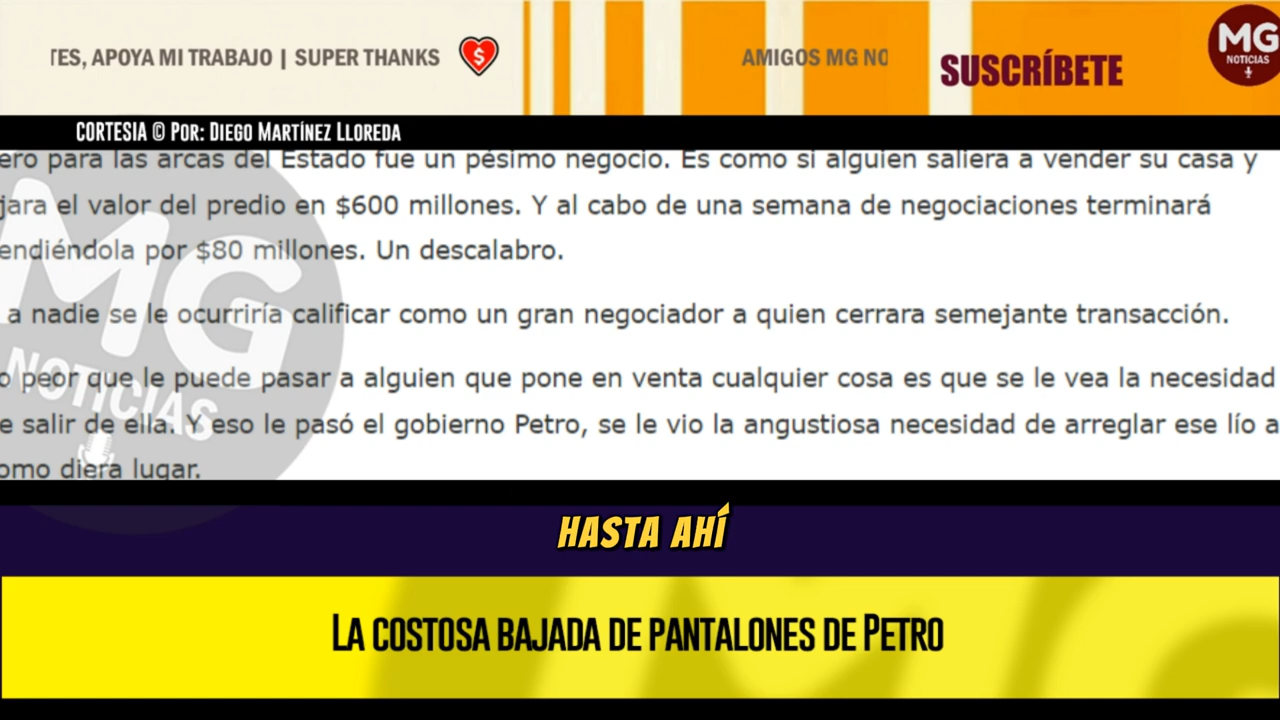 TES, APOYA MI TRABAJO | SUPER THANKS
AMIGOS MG NO
SUSCRÍBETE
MG
NOTICIAS
CORTESIA © POR: DIEGO MARTÍNEZ LLOREDA
ero para las arcas del Estado fue un pésimo negocio. Es como si alguien saliera a vender su casa y
jara el valor del predio en $600 millones. Y al cabo de una semana de negociaciones terminará
endiéndola por $80 millones. Un descalabro.
a nadie se le ocurriría calificar como un gran negociador a quien cerrara semejante transacción.
o peor que le puede pasar a alguien que pone en venta cualquier cosa es que se le vea la necesidad
e salir de ella. Y eso le pasó el gobierno Petro, se le vio la angustiosa necesidad de arreglar ese lío a
omo diera lugar.
MG
NOTICIAS
HASTA AHÍ
LA COSTOSA BAJADA DE PANTALONES DE PETRO